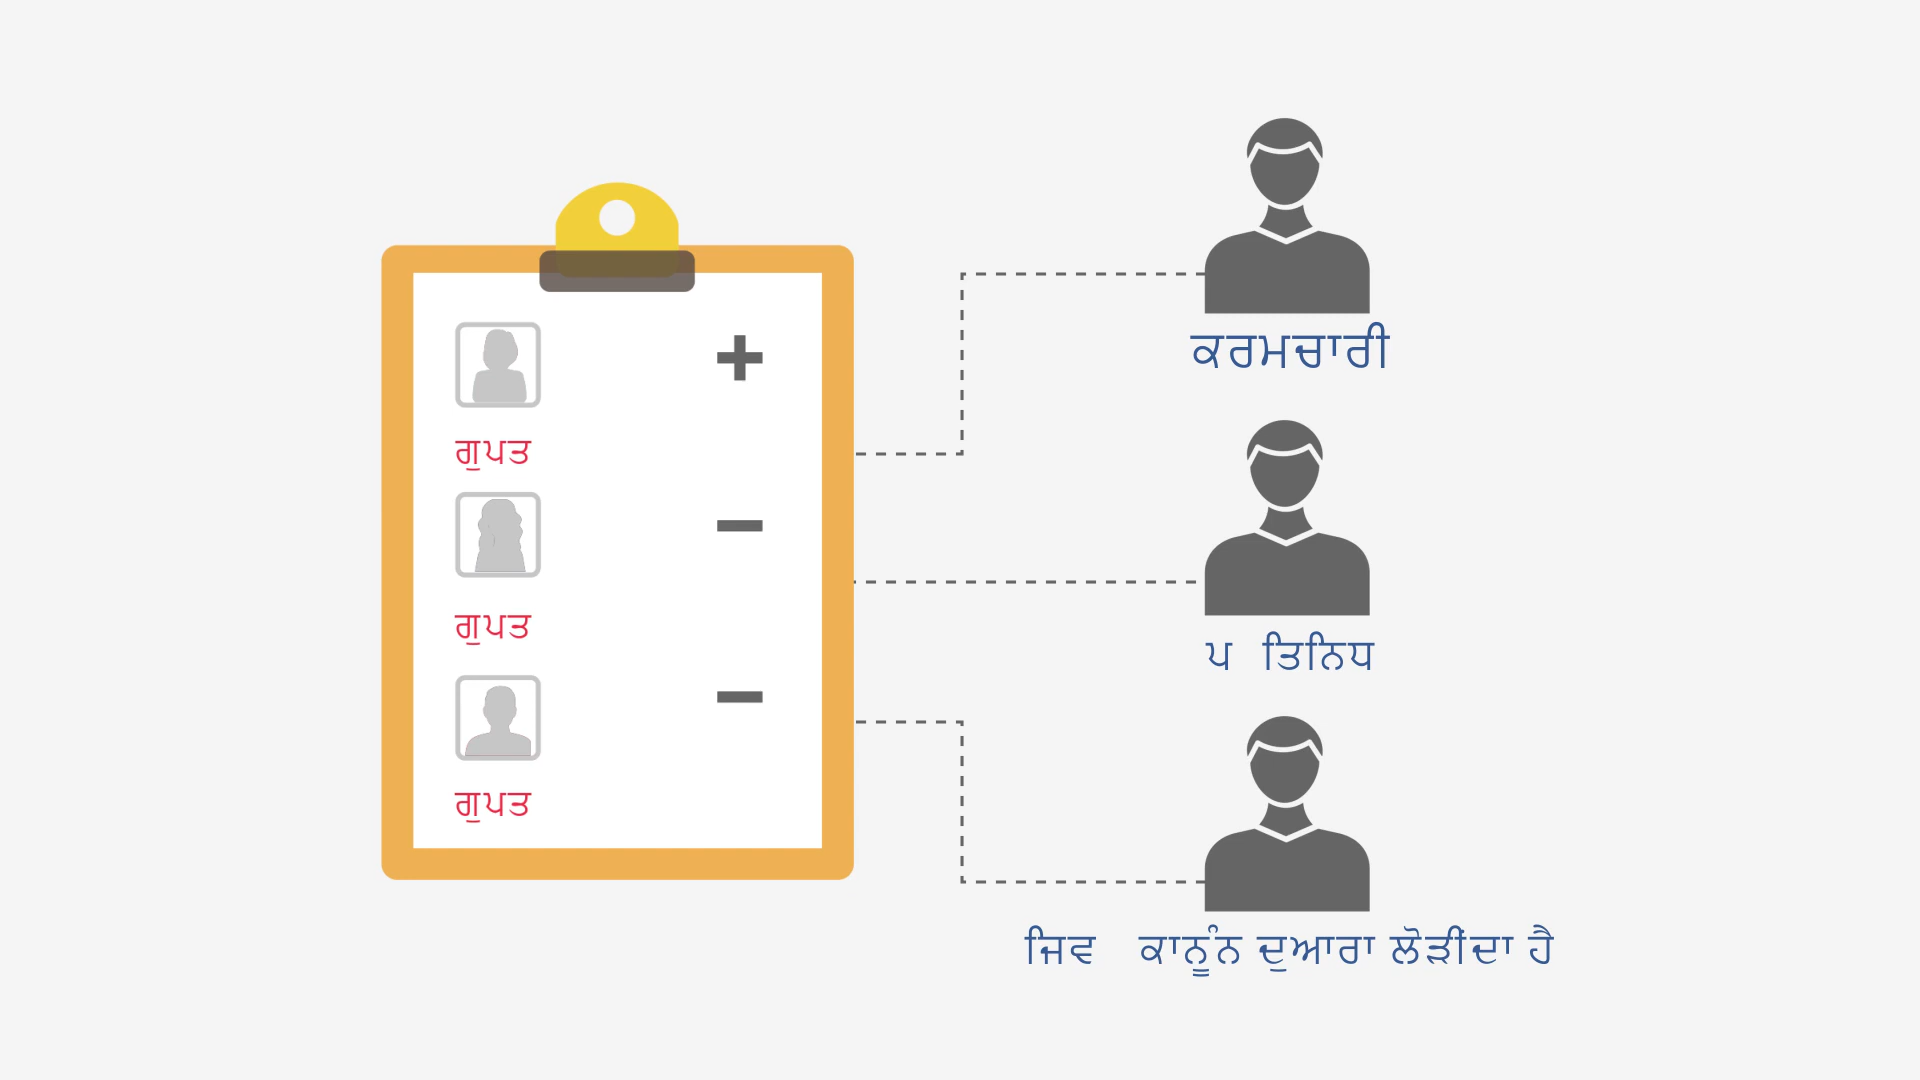 ਗੁਪਤ
ਗੁਪਤ
ਗੁਪਤ
ਕਰਮਚਾਰੀ
ਪ ਤਿਨਿਧ
ਜਿਵ ਕਾਨੂੰਨ ਦੁਆਰਾ ਲੋੜੀਂਦਾ ਹੈ